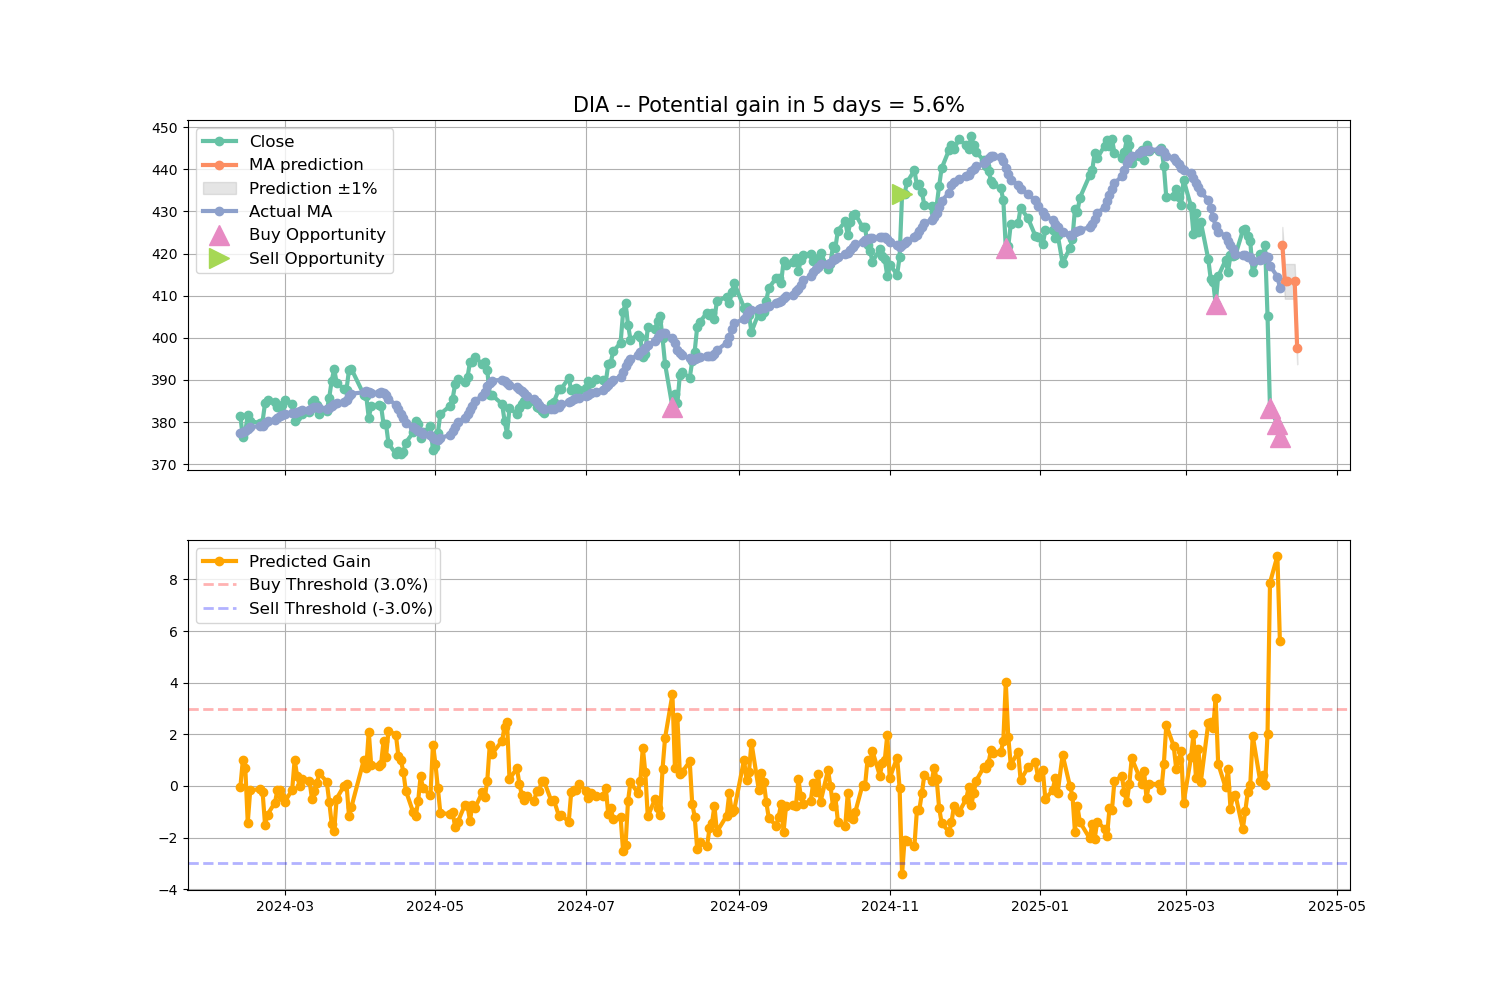 DIA -- Potential gain in 5 days = 5.6%
450
440
430
420
410
400
390
380
370
Close
MA prediction
Prediction ±1%
Actual MA
Buy Opportunity
Sell Opportunity
8
6
4
2
0
−2
−4
Predicted Gain
Buy Threshold (3.0%)
Sell Threshold (-3.0%)
2024-03
2024-05
2024-07
2024-09
2024-11
2025-01
2025-03
2025-05